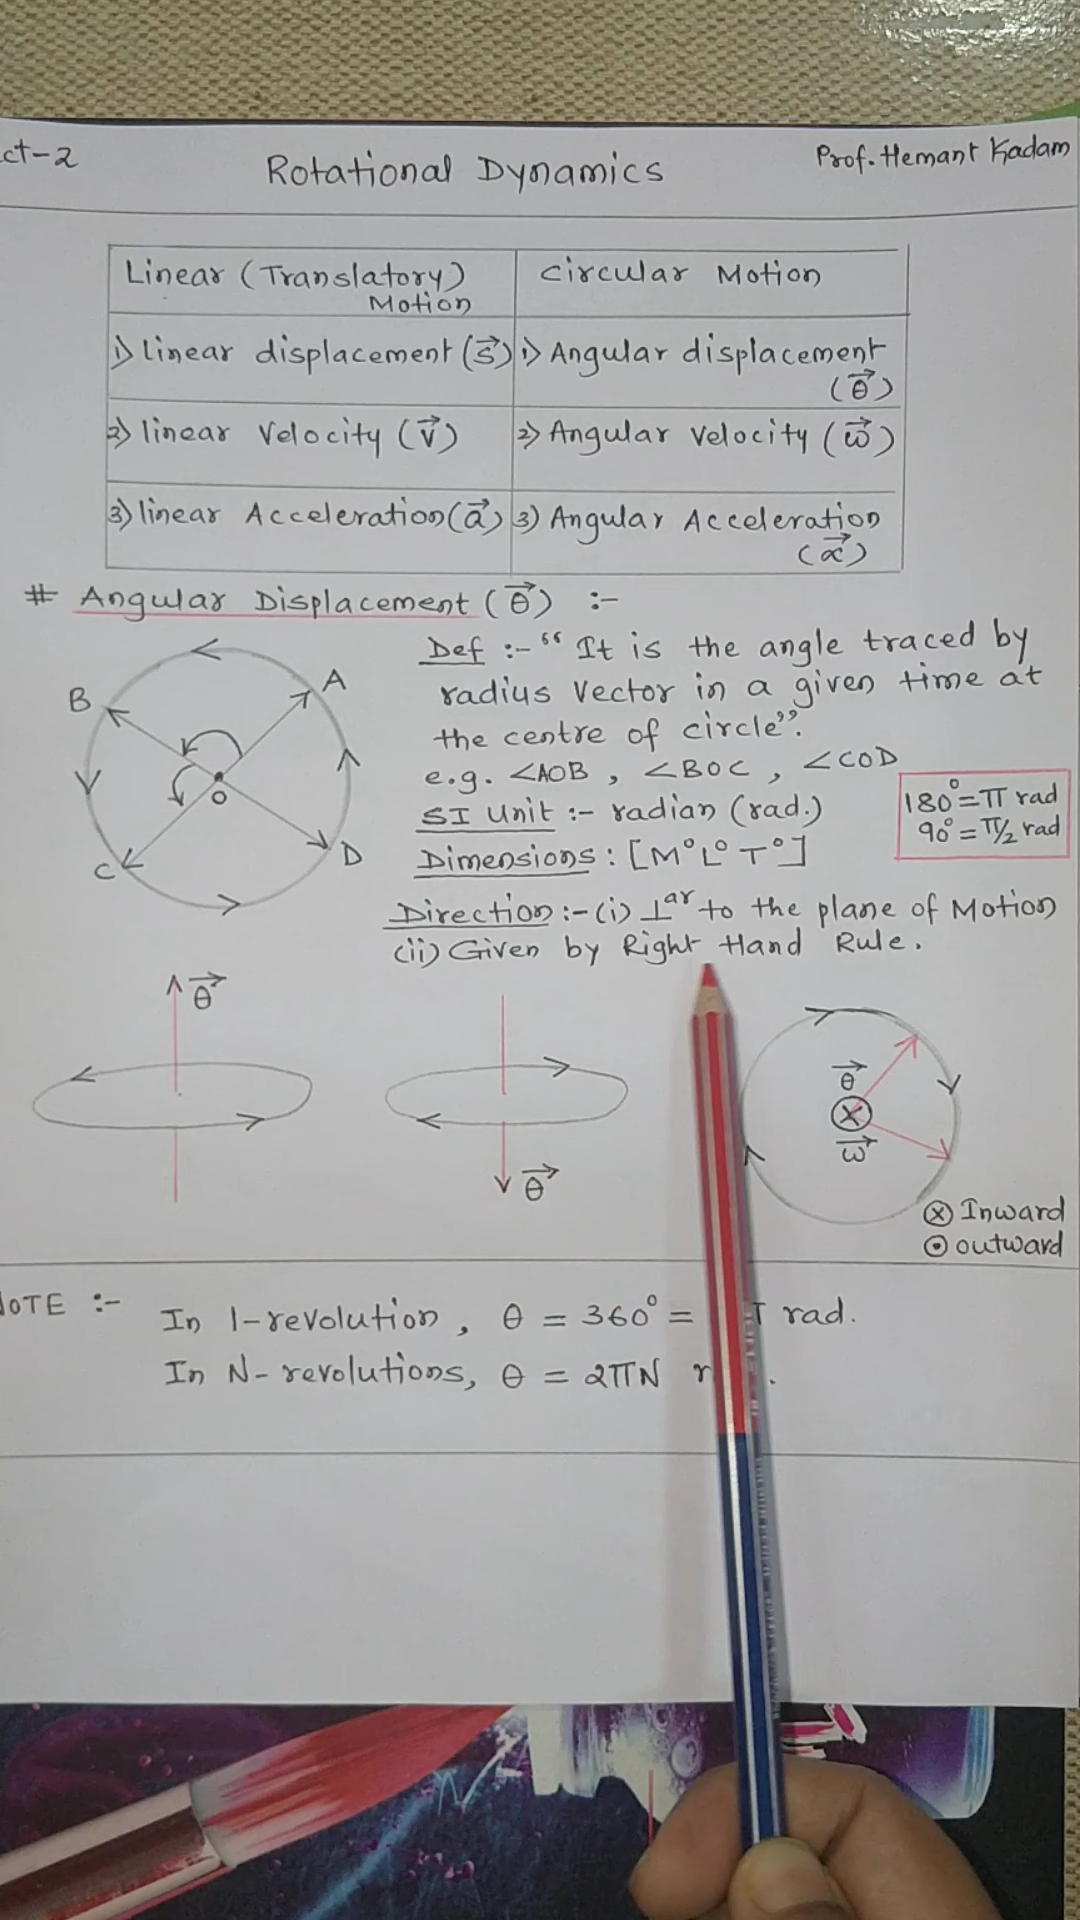 ct-2
Rotational Dynamics
Prof. Hemant Kadam
Linear (Translatory) Motion
Circular Motion
1) linear displacement (s⃗)
1) Angular displacement (θ⃗)
2) linear Velocity (v⃗)
2) Angular Velocity (ω⃗)
3) linear Acceleration (a⃗)
3) Angular Acceleration (α⃗)
# Angular Displacement (θ⃗) :-
Def :- “ It is the angle traced by
radius vector in a given time at
the centre of circle”.
e.g. ∠AOB , ∠BOC , ∠COD
SI Unit :- radian (rad.)
180° = π rad
90° = π/2 rad
Dimensions : [M°L°T°]
Direction :- (i) ⊥ar to the plane of Motion
(ii) Given by Right Hand Rule.
A
B
O
C
D
θ⃗
θ⃗
θ⃗
ω⃗
⊗ Inward
⊙ outward
NOTE :-
In 1-revolution , θ = 360° = rad.
In N-revolutions, θ = 2πN